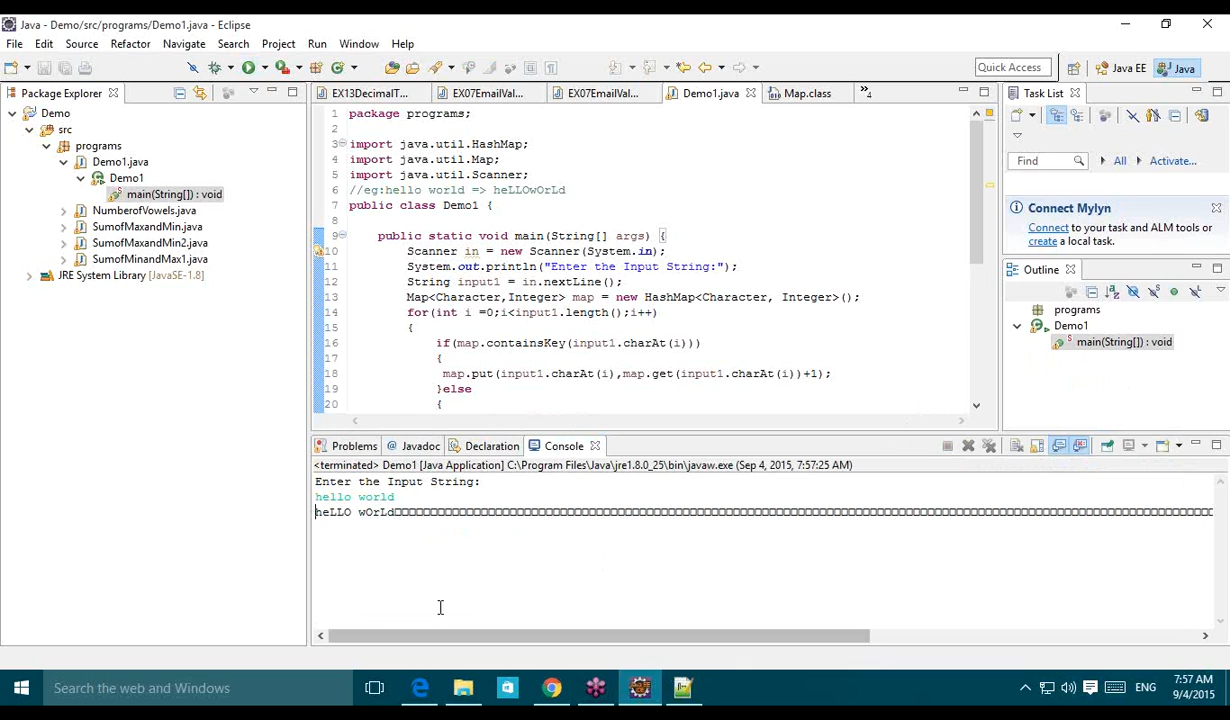 Java - Demo/src/programs/Demo1.java - Eclipse
File Edit Source Refactor Navigate Search Project Run Window Help
Quick Access
Java EE
Java
Package Explorer
Demo
src
programs
Demo1.java
Demo1
main(String[]) : void
NumberofVowels.java
SumofMaxandMin.java
SumofMaxandMin2.java
SumofMinandMax1.java
JRE System Library [JavaSE-1.8]
EX13DecimalT...
EX07EmailVal...
EX07EmailVal...
Demo1.java
Map.class
4
1 package programs;
2
3 import java.util.HashMap;
4 import java.util.Map;
5 import java.util.Scanner;
6 //eg:hello world => heLLOwOrLd
7 public class Demo1 {
8
9 public static void main(String[] args) {
10 Scanner in = new Scanner(System.in);
11 System.out.println("Enter the Input String:");
12 String input1 = in.nextLine();
13 Map<Character,Integer> map = new HashMap<Character, Integer>();
14 for(int i =0;i<input1.length();i++)
15 {
16 if(map.containsKey(input1.charAt(i)))
17 {
18 map.put(input1.charAt(i),map.get(input1.charAt(i))+1);
19 }else
20 {
Task List
Find
All
Activate...
Connect Mylyn
Connect to your task and ALM tools or
create a local task.
Outline
programs
Demo1
main(String[]) : void
Problems
@ Javadoc
Declaration
Console
<terminated> Demo1 [Java Application] C:\Program Files\Java\jre1.8.0_25\bin\javaw.exe (Sep 4, 2015, 7:57:25 AM)
Enter the Input String:
hello world
heLLO wOrLd
Search the web and Windows
ENG
7:57 AM
9/4/2015